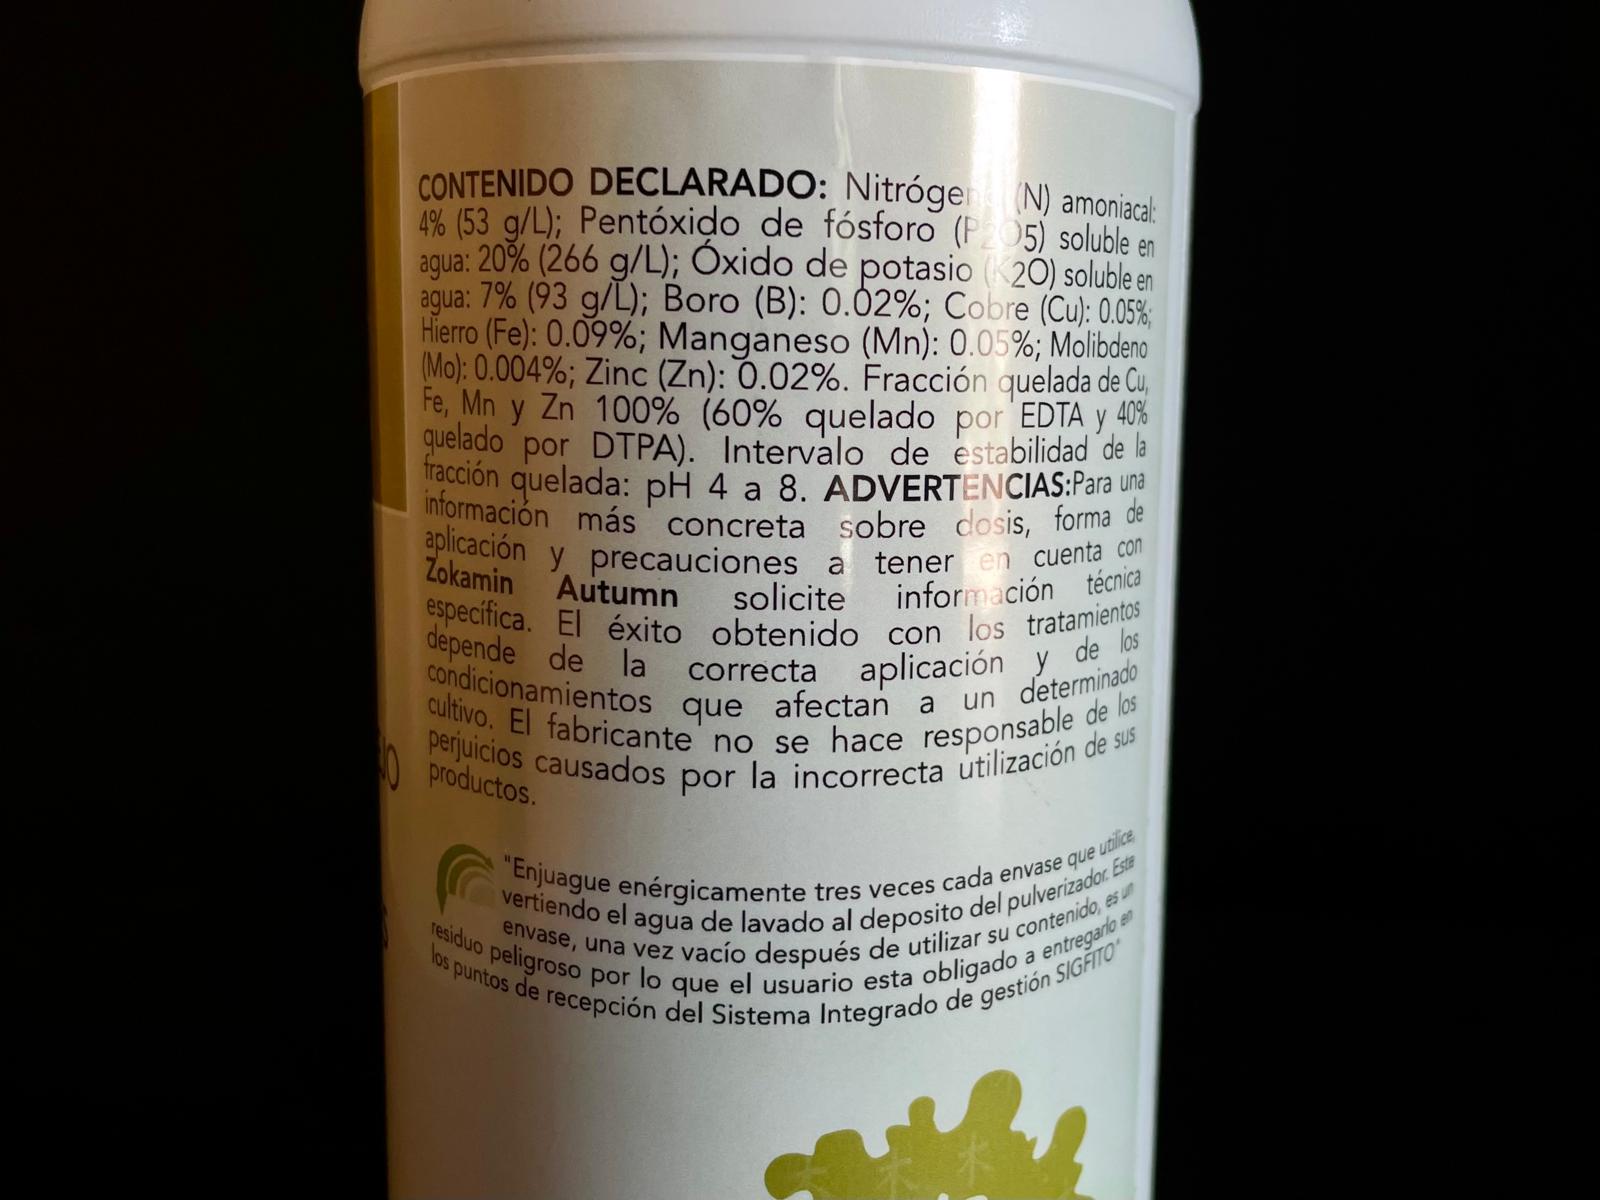 CONTENIDO DECLARADO: Nitrógeno (N) amoniacal:
4% (53 g/L); Pentóxido de fósforo (P2O5) soluble en
agua: 20% (266 g/L); Óxido de potasio (K2O) soluble en
agua: 7% (93 g/L); Boro (B): 0.02%; Cobre (Cu): 0.05%;
Hierro (Fe): 0.09%; Manganeso (Mn): 0.05%; Molibdeno
(Mo): 0.004%; Zinc (Zn): 0.02%. Fracción quelada de Cu,
Fe, Mn y Zn 100% (60% quelado por EDTA y 40%
quelado por DTPA). Intervalo de estabilidad de la
fracción quelada: pH 4 a 8. ADVERTENCIAS:Para una
información más concreta sobre dosis, forma de
aplicación y precauciones a tener en cuenta con
Zokamin Autumn solicite información técnica
específica. El éxito obtenido con los tratamientos
depende de la correcta aplicación y de los
condicionamientos que afectan a un determinado
cultivo. El fabricante no se hace responsable de los
perjuicios causados por la incorrecta utilización de sus
productos.
"Enjuague enérgicamente tres veces cada envase que utilice,
vertiendo el agua de lavado al deposito del pulverizador. Este
envase, una vez vacío después de utilizar su contenido, es un
residuo peligroso por lo que el usuario esta obligado a entregarlo en
los puntos de recepción del Sistema Integrado de gestión SIGFITO"